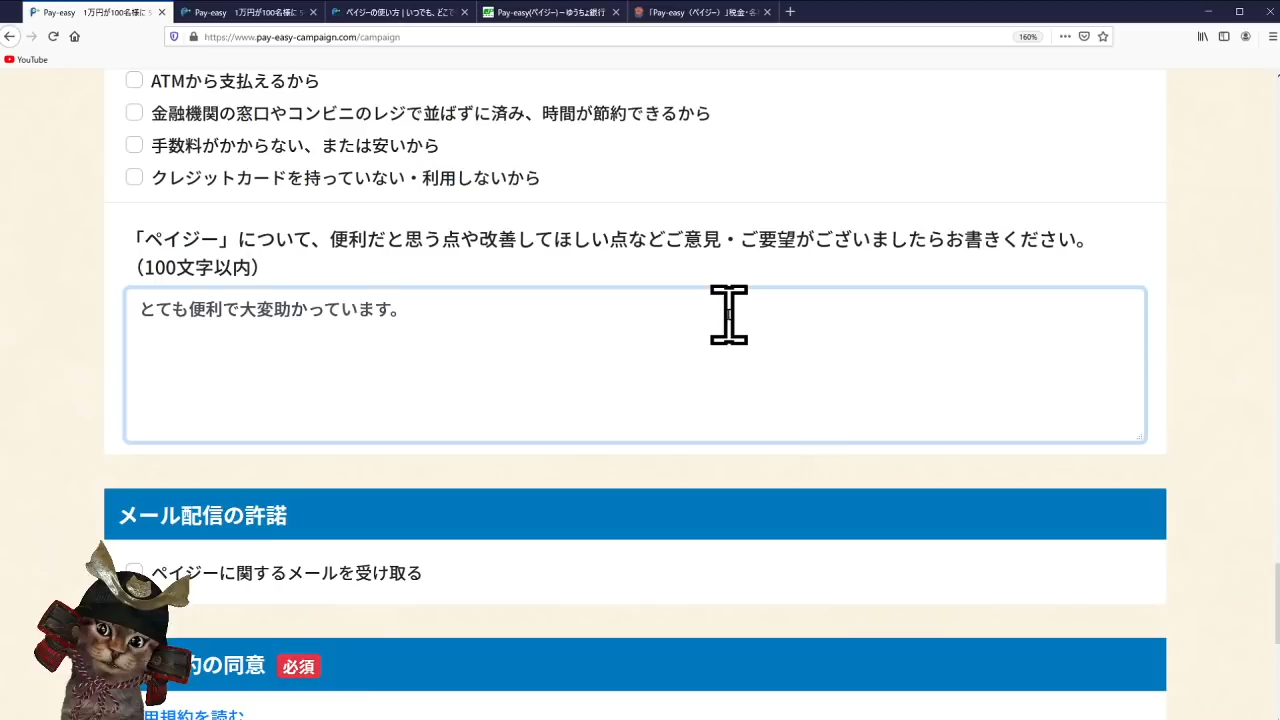 Pay-easy 1万円が100名様に
Pay-easy 1万円が100名様に
ペイジーの使い方 | いつでも、どこで
Pay-easy(ペイジー)－ゆうちょ銀行
「Pay-easy（ペイジー）」税金・各
https://www.pay-easy-campaign.com/campaign
160%
YouTube
ATMから支払えるから
金融機関の窓口やコンビニのレジで並ばずに済み、時間が節約できるから
手数料がかからない、または安いから
クレジットカードを持っていない・利用しないから
「ペイジー」について、便利だと思う点や改善してほしい点などご意見・ご要望がございましたらお書きください。
（100文字以内）
とても便利で大変助かっています。
メール配信の許諾
ペイジーに関するメールを受け取る
約の同意 必須
用規約を読む